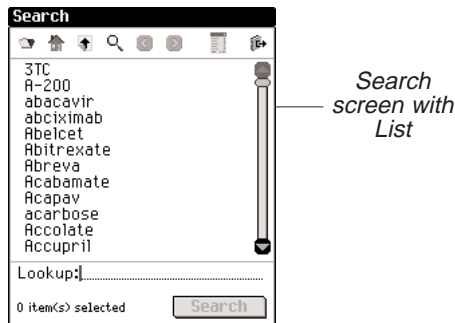 Search
3TC
A-200
abacavir
abciximab
Abelcet
Abitrexate
Abreva
Acabamate
Acapav
acarbose
Accolate
Accupril
Lookup:
0 item(s) selected
Search
Search
screen with
List